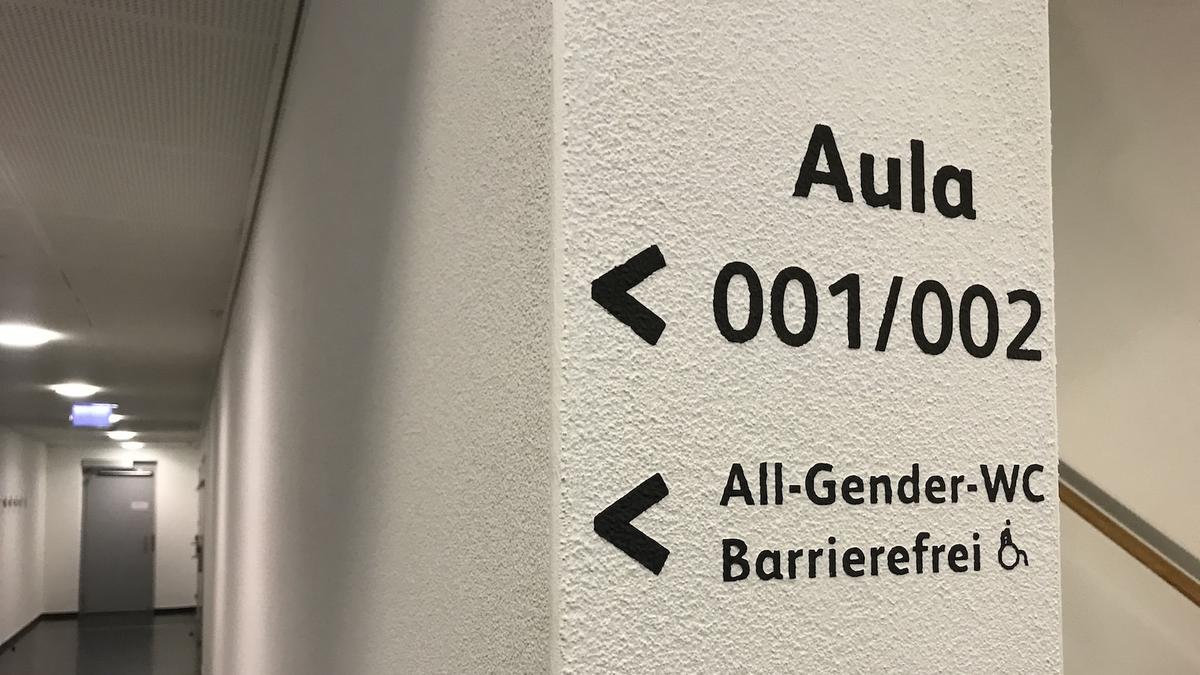 Aula
< 001/002
< All-Gender-WC
Barrierefrei